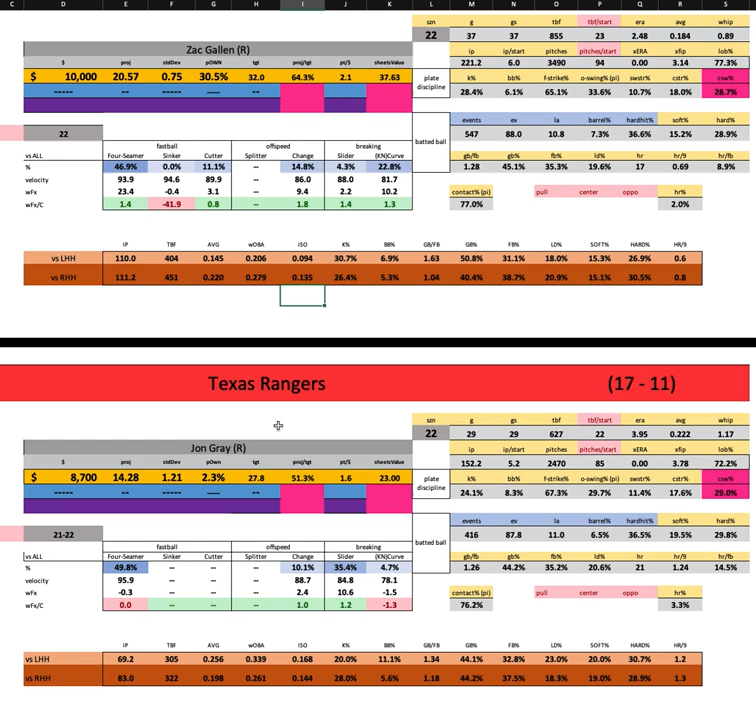 C D E F G H I J K L M N O P Q R S
szn g gs tbf tbf/start era avg whip
22 37 37 855 23 2.48 0.184 0.89
Zac Gallen (R)
ip ip/start pitches pitches/start xERA xfip lob%
221.2 6.0 3490 94 0.00 3.14 77.3%
$ proj stdDev pOWN tgt proj/tgt pt/$ sheetsValue
$ 10,000 20.57 0.75 30.5% 32.0 64.3% 2.1 37.63
plate discipline k% bb% f-strike% o-swing% (pi) swstr% cstr% csw%
----- -- -- — --
28.4% 6.1% 65.1% 33.6% 10.7% 18.0% 28.7%
events ev la barrel% hardhit% soft% hard%
22
batted ball 547 88.0 10.8 7.3% 36.6% 15.2% 28.9%
fastball offspeed breaking
vs ALL Four-Seamer Sinker Cutter Splitter Change Slider (KN)Curve
gb/fb gb% fb% ld% hr hr/9 hr/fb
% 46.9% 0.0% 11.1% -- 14.8% 4.3% 22.8%
1.28 45.1% 35.3% 19.6% 17 0.69 8.9%
velocity 93.9 94.6 89.9 -- 86.0 88.0 81.7
wFx 23.4 -0.4 3.1 -- 9.4 2.2 10.2
contact% (pi) pull center oppo hr%
wFx/C 1.4 -41.9 0.8 -- 1.8 1.4 1.3
77.0% 2.0%
IP TBF AVG wOBA ISO K% BB% GB/FB GB% FB% LD% SOFT% HARD% HR/9
vs LHH 110.0 404 0.145 0.206 0.094 30.7% 6.9% 1.63 50.8% 31.1% 18.0% 15.3% 26.9% 0.6
vs RHH 111.2 451 0.220 0.279 0.135 26.4% 5.3% 1.04 40.4% 38.7% 20.9% 15.1% 30.5% 0.8
Texas Rangers (17 - 11)
szn g gs tbf tbf/start era avg whip
22 29 29 627 22 3.95 0.222 1.17
Jon Gray (R)
ip ip/start pitches pitches/start xERA xfip lob%
152.2 5.2 2470 85 0.00 3.78 72.2%
$ proj stdDev pOwn tgt proj/tgt pt/$ sheetsValue
$ 8,700 14.28 1.21 2.3% 27.8 51.3% 1.6 23.00
plate discipline k% bb% f-strike% o-swing% (pi) swstr% cstr% csw%
----- -- -- — --
24.1% 8.3% 67.3% 29.7% 11.4% 17.6% 29.0%
events ev la barrel% hardhit% soft% hard%
21-22
batted ball 416 87.8 11.0 6.5% 36.5% 19.5% 29.8%
fastball offspeed breaking
vs ALL Four-Seamer Sinker Cutter Splitter Change Slider (KN)Curve
gb/fb gb% fb% ld% hr hr/9 hr/fb
% 49.8% -- -- -- 10.1% 35.4% 4.7%
1.26 44.2% 35.2% 20.6% 21 1.24 14.5%
velocity 95.9 -- -- -- 88.7 84.8 78.1
wFx -0.3 -- -- -- 2.4 10.6 -1.5
contact% (pi) pull center oppo hr%
wFx/C 0.0 -- -- -- 1.0 1.2 -1.3
76.2% 3.3%
IP TBF AVG wOBA ISO K% BB% GB/FB GB% FB% LD% SOFT% HARD% HR/9
vs LHH 69.2 305 0.256 0.339 0.168 20.0% 11.1% 1.34 44.1% 32.8% 23.0% 20.0% 30.7% 1.2
vs RHH 83.0 322 0.198 0.261 0.144 28.0% 5.6% 1.18 44.2% 37.5% 18.3% 19.0% 28.9% 1.3